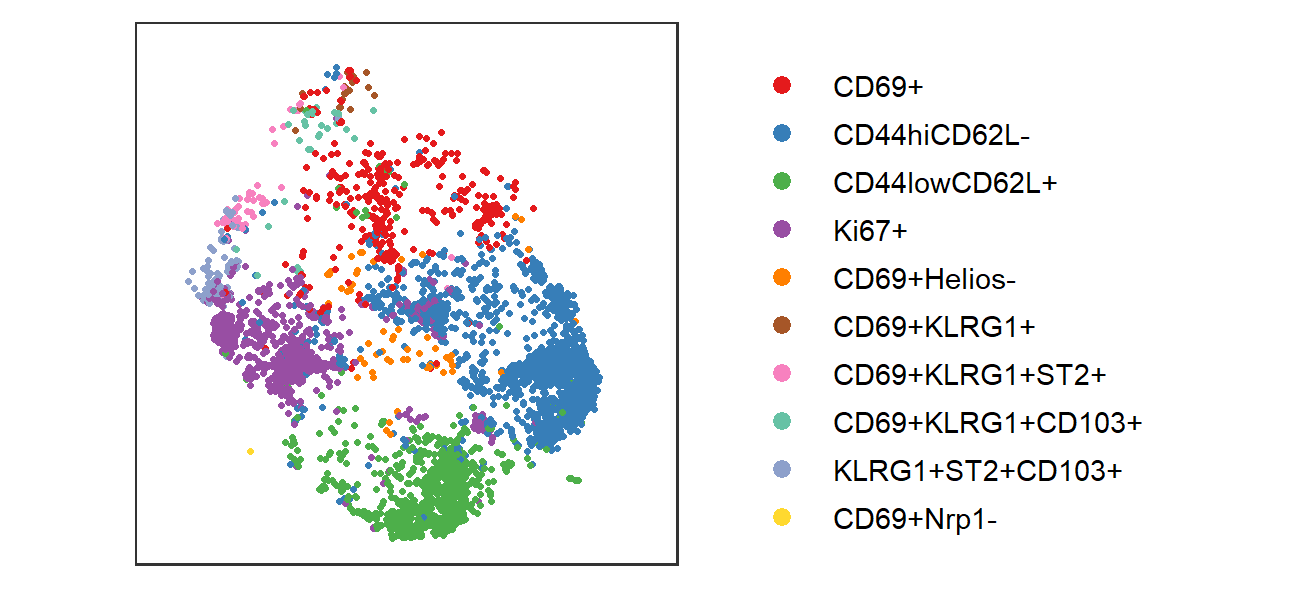 CD69+
CD44hiCD62L-
CD44lowCD62L+
Ki67+
CD69+Helios-
CD69+KLRG1+
CD69+KLRG1+ST2+
CD69+KLRG1+CD103+
KLRG1+ST2+CD103+
CD69+Nrp1-